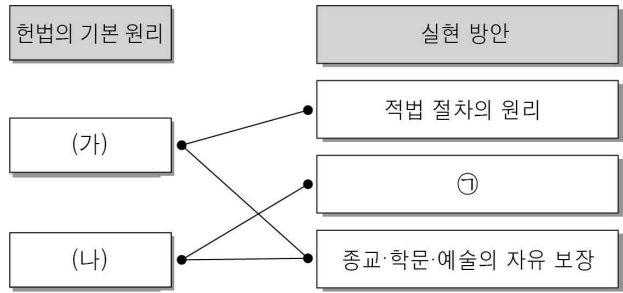 헌법의 기본 원리
실현 방안
적법 절차의 원리
(가)
㉠
(나)
종교·학문·예술의 자유 보장